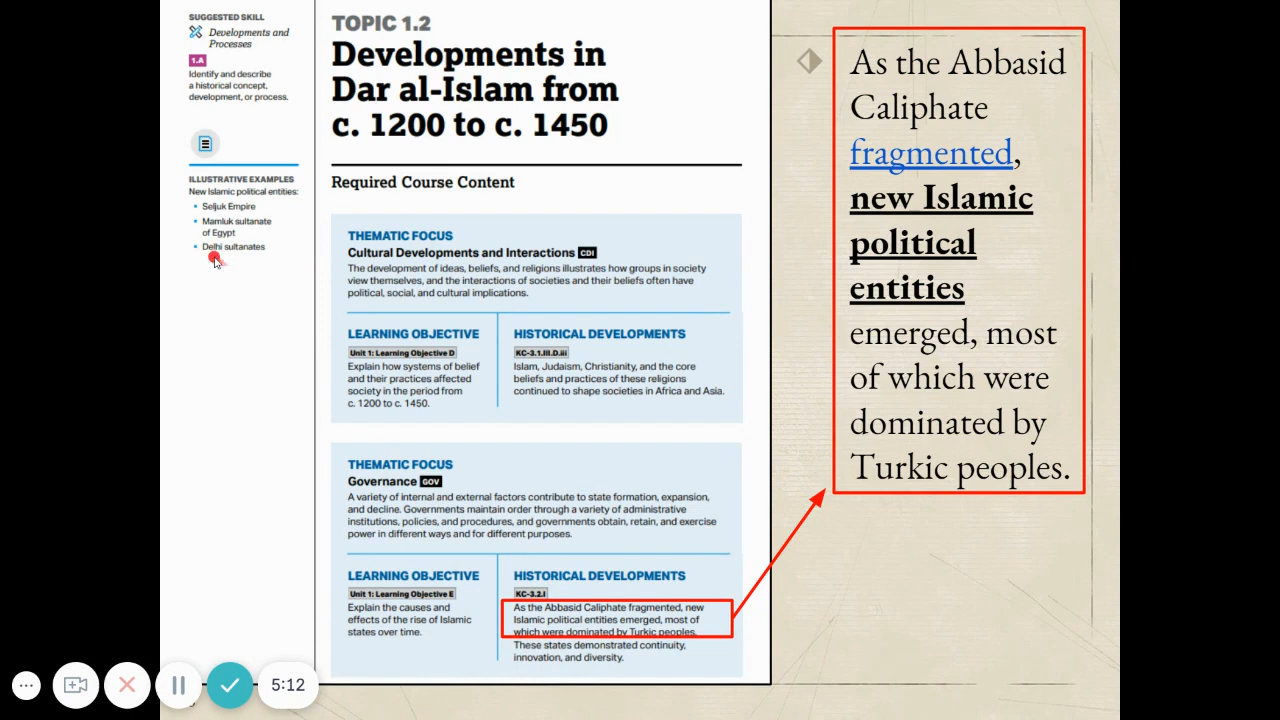 SUGGESTED SKILL
Developments and
Processes
1.A
Identify and describe
a historical concept,
development, or process.
ILLUSTRATIVE EXAMPLES
New Islamic political entities:
• Seljuk Empire
• Mamluk sultanate
of Egypt
• Delhi sultanates
TOPIC 1.2
Developments in
Dar al-Islam from
c. 1200 to c. 1450
Required Course Content
THEMATIC FOCUS
Cultural Developments and Interactions CDI
The development of ideas, beliefs, and religions illustrates how groups in society
view themselves, and the interactions of societies and their beliefs often have
political, social, and cultural implications.
LEARNING OBJECTIVE
Unit 1: Learning Objective D
Explain how systems of belief
and their practices affected
society in the period from
c. 1200 to c. 1450.
HISTORICAL DEVELOPMENTS
KC-3.1.III.D.iii
Islam, Judaism, Christianity, and the core
beliefs and practices of these religions
continued to shape societies in Africa and Asia.
THEMATIC FOCUS
Governance GOV
A variety of internal and external factors contribute to state formation, expansion,
and decline. Governments maintain order through a variety of administrative
institutions, policies, and procedures, and governments obtain, retain, and exercise
power in different ways and for different purposes.
LEARNING OBJECTIVE
Unit 1: Learning Objective E
Explain the causes and
effects of the rise of Islamic
states over time.
HISTORICAL DEVELOPMENTS
KC-3.2.I
As the Abbasid Caliphate fragmented, new
Islamic political entities emerged, most of
which were dominated by Turkic peoples.
These states demonstrated continuity,
innovation, and diversity.
As the Abbasid
Caliphate
fragmented,
new Islamic
political
entities
emerged, most
of which were
dominated by
Turkic peoples.
5:12